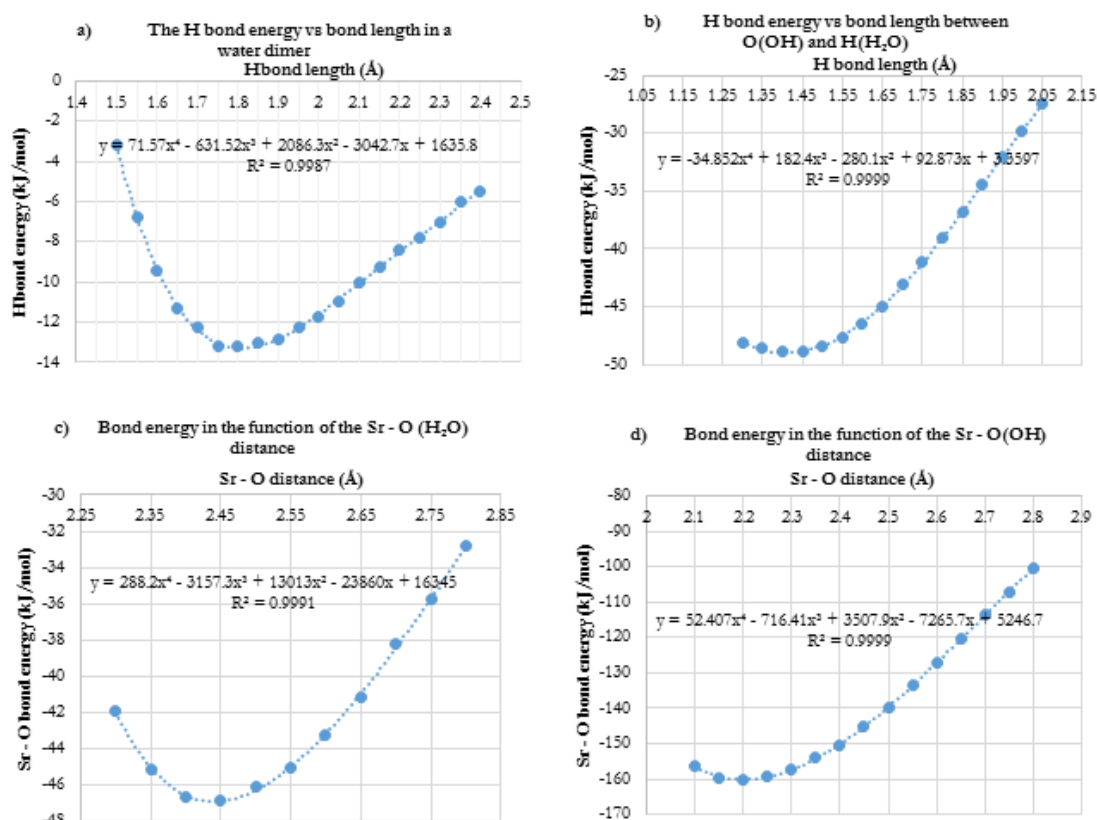 a) The H bond energy vs bond length in a
water dimer
Hbond length (Å)
0
1.4 1.5 1.6 1.7 1.8 1.9 2 2.1 2.2 2.3 2.4 2.5
-2
y = 71.57x⁴ - 631.52x³ + 2086.3x² - 3042.7x + 1635.8
R² = 0.9987
-4
-6
-8
-10
-12
-14
Hbond energy (kJ/mol)
b) H bond energy vs bond length between
O(OH) and H(H₂O)
H bond length (Å)
-25
1.05 1.15 1.25 1.35 1.45 1.55 1.65 1.75 1.85 1.95 2.05 2.15
-30
y = -34.852x⁴ + 182.4x³ - 280.1x² + 92.873x + 3.3597
R² = 0.9999
-35
-40
-45
-50
Hbond energy (kJ/mol)
c) Bond energy in the function of the Sr - O (H₂O)
distance
Sr - O distance (Å)
-30
2.25 2.35 2.45 2.55 2.65 2.75 2.85
-32
-34
y = 288.2x⁴ - 3157.3x³ + 13013x² - 23860x + 16345
R² = 0.9991
-36
-38
-40
-42
-44
-46
-48
Sr - O bond energy (kJ/mol)
d) Bond energy in the function of the Sr - O(OH)
distance
Sr - O distance (Å)
-80
2 2.1 2.2 2.3 2.4 2.5 2.6 2.7 2.8 2.9
-90
-100
-110
y = 52.407x⁴ - 716.41x³ + 3507.9x² - 7265.7x + 5246.7
R² = 0.9999
-120
-130
-140
-150
-160
-170
Sr - O bond energy (kJ/mol)